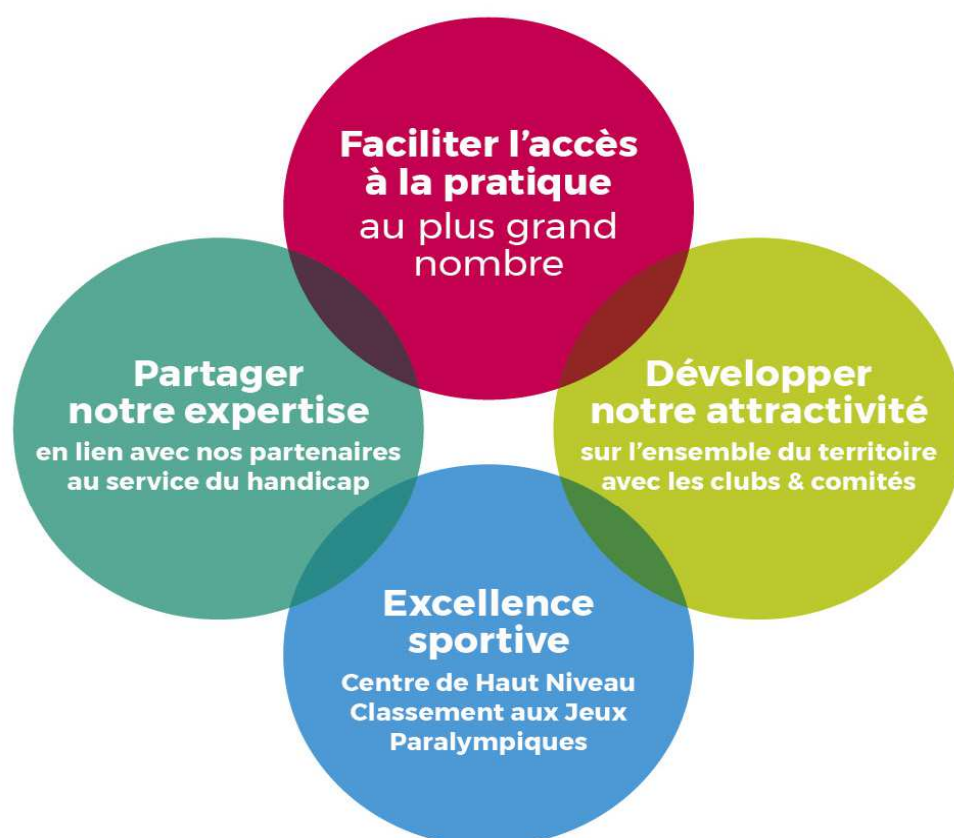 Faciliter l’accès
à la pratique
au plus grand
nombre
Partager
notre expertise
en lien avec nos partenaires
au service du handicap
Développer
notre attractivité
sur l’ensemble du territoire
avec les clubs & comités
Excellence
sportive
Centre de Haut Niveau
Classement aux Jeux
Paralympiques